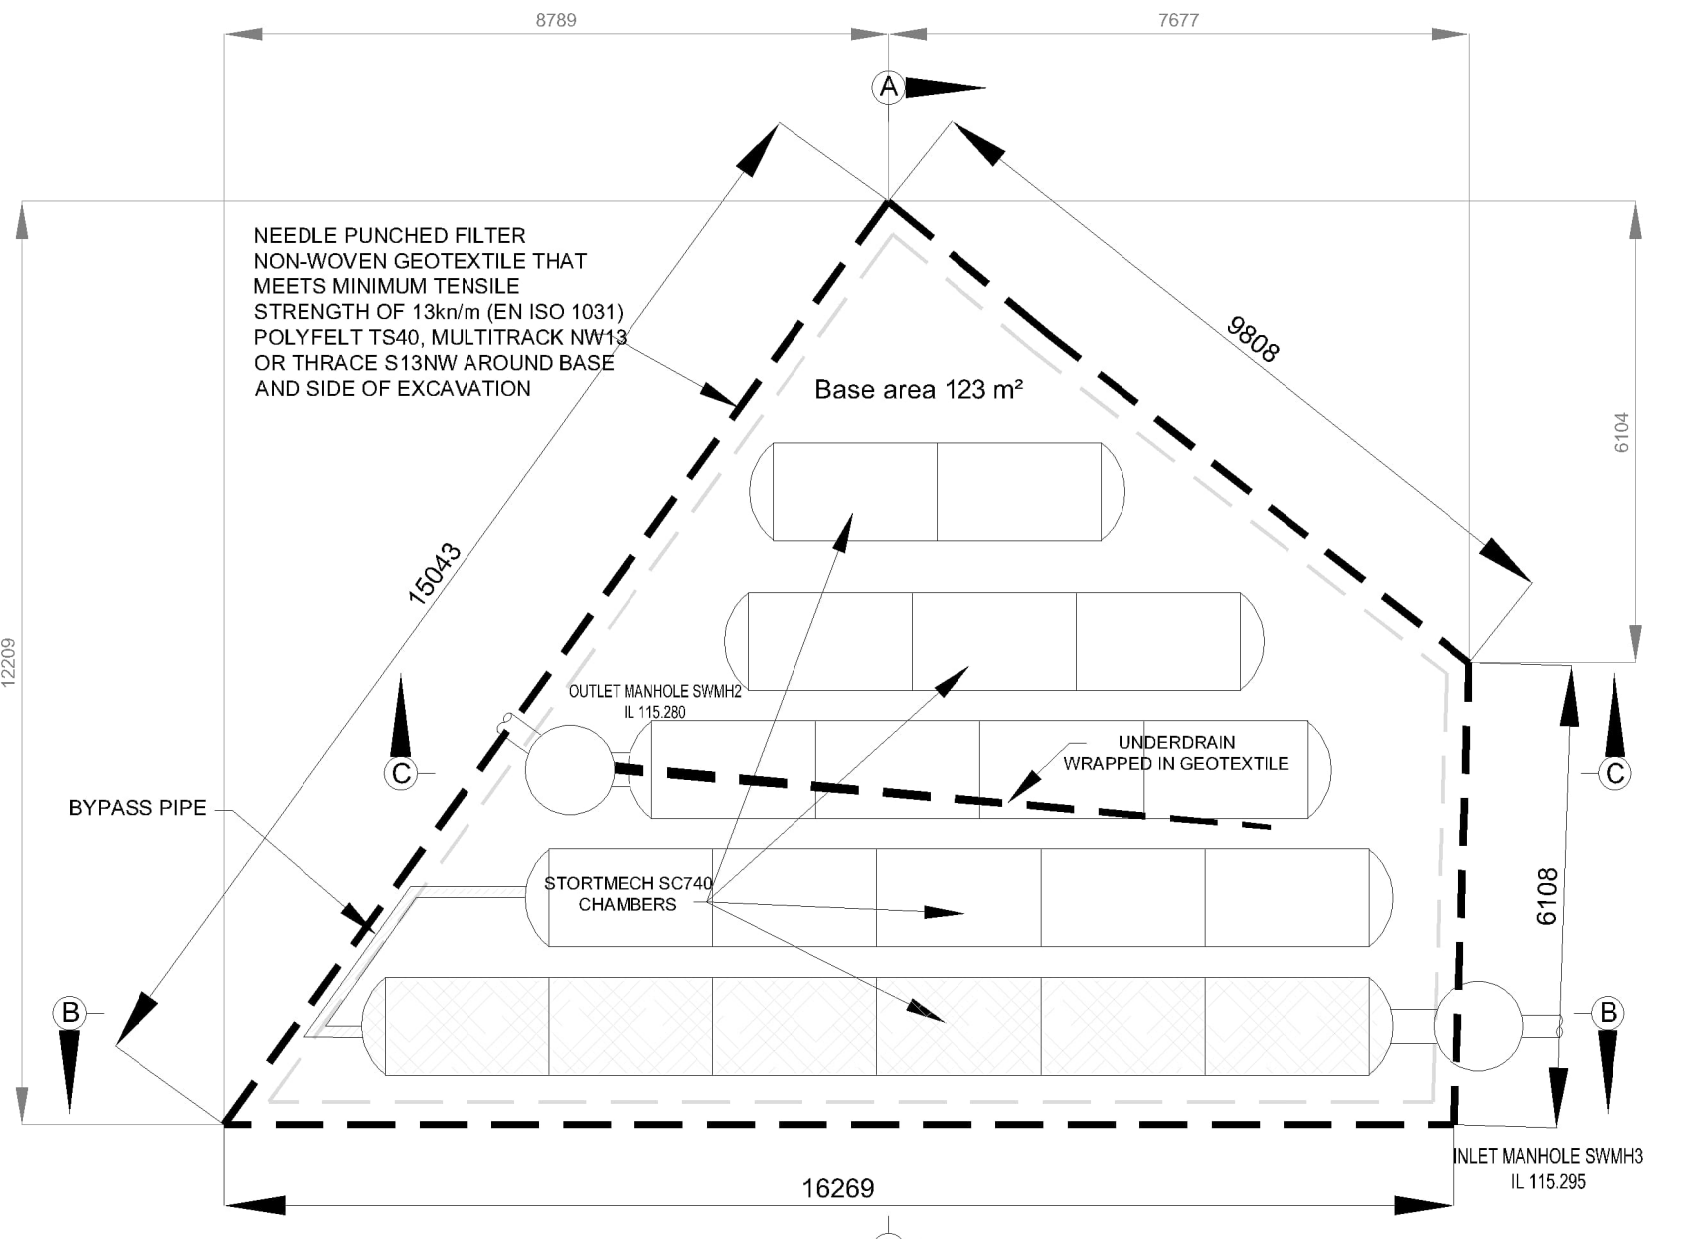 8789
7677
A
NEEDLE PUNCHED FILTER
NON-WOVEN GEOTEXTILE THAT
MEETS MINIMUM TENSILE
STRENGTH OF 13kn/m (EN ISO 1031)
POLYFELT TS40, MULTITRACK NW13
OR THRACE S13NW AROUND BASE
AND SIDE OF EXCAVATION
9808
Base area 123 m²
6104
15043
12209
OUTLET MANHOLE SWMH2
IL 115.280
UNDERDRAIN
WRAPPED IN GEOTEXTILE
C
C
BYPASS PIPE
STORTMECH SC740
CHAMBERS
6108
B
B
INLET MANHOLE SWMH3
IL 115.295
16269